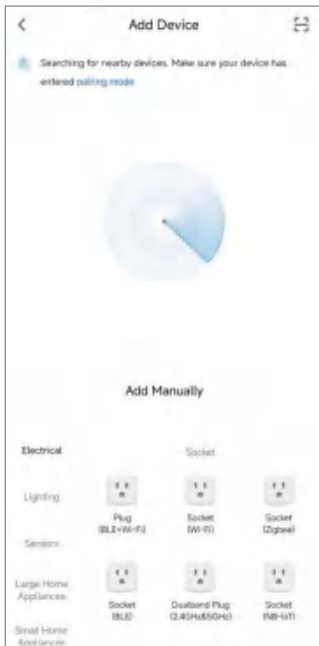 Add Device
Searching for nearby devices. Make sure your device has
entered pairing mode.
Add Manually
Electrical
Socket
Lighting
Plug
(BLE+Wi-Fi)
Socket
(Wi-Fi)
Socket
(Zigbee)
Sensors
Large Home
Appliances
Socket
(BLE)
Dualband Plug
(2.4GHz&5GHz)
Socket
(NB-IoT)
Small Home
Appliances